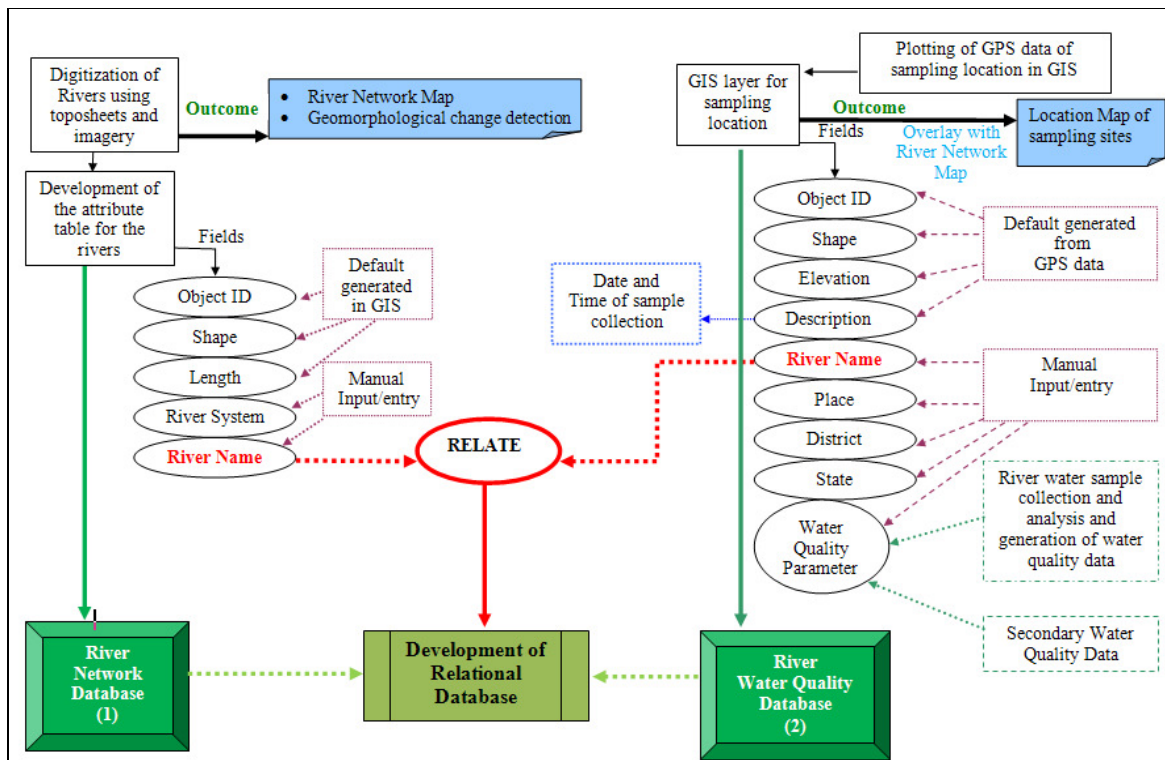 Digitization of
Rivers using
toposheets and
imagery
Outcome
• River Network Map
• Geomorphological change detection
Development of
the attribute
table for the
rivers
Fields
Object ID
Shape
Length
River System
River Name
Default
generated
in GIS
Manual
Input/entry
RELATE
River
Network
Database
(1)
Development of
Relational
Database
Plotting of GPS data of
sampling location in GIS
GIS layer for
sampling
location
Outcome
Fields
Overlay with
River Network
Map
Location Map of
sampling sites
Object ID
Shape
Elevation
Description
River Name
Place
District
State
Water
Quality
Parameter
Default generated
from
GPS data
Date and
Time of sample
collection
Manual
Input/entry
River water sample
collection and
analysis and
generation of water
quality data
Secondary Water
Quality Data
River
Water Quality
Database
(2)